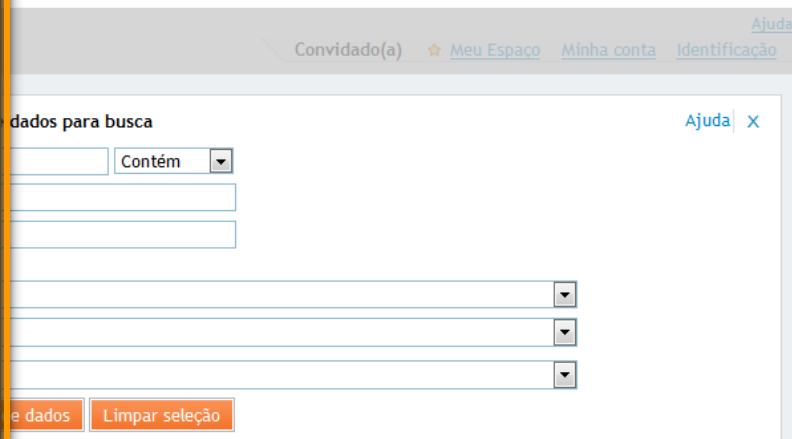 Ajuda
Convidado(a) Meu Espaço Minha conta Identificação
dados para busca Ajuda X
Contém
e dados Limpar seleção